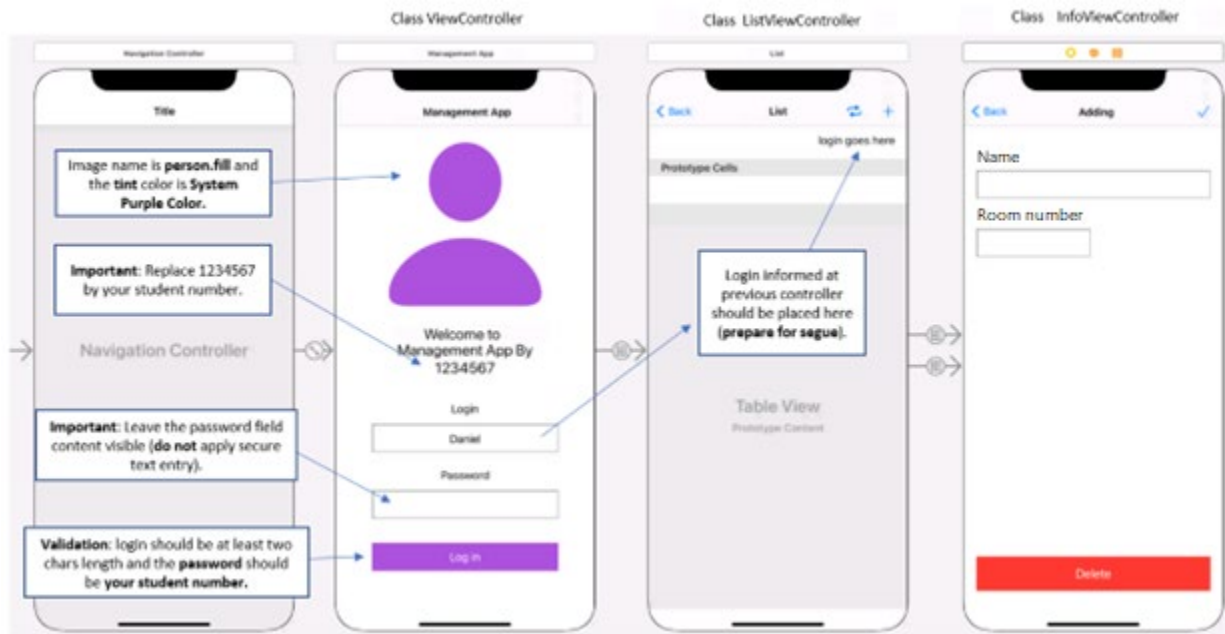 Class ViewController
Class ListViewController
Class InfoViewController
Navigation Controller
Management App
List
Title
Image name is person.fill and
the tint color is System
Purple Color.
Important: Replace 1234567
by your student number.
Navigation Controller
Important: Leave the password field
content visible (do not apply secure
text entry).
Validation: login should be at least two
chars length and the password should
be your student number.
Management App
Welcome to
Management App By
1234567
Login
Daniel
Password
Log in
Back
List
+
login goes here
Prototype Cells
Login informed at
previous controller
should be placed here
(prepare for segue).
Table View
Prototype Content
Back
Adding
Name
Room number
Delete